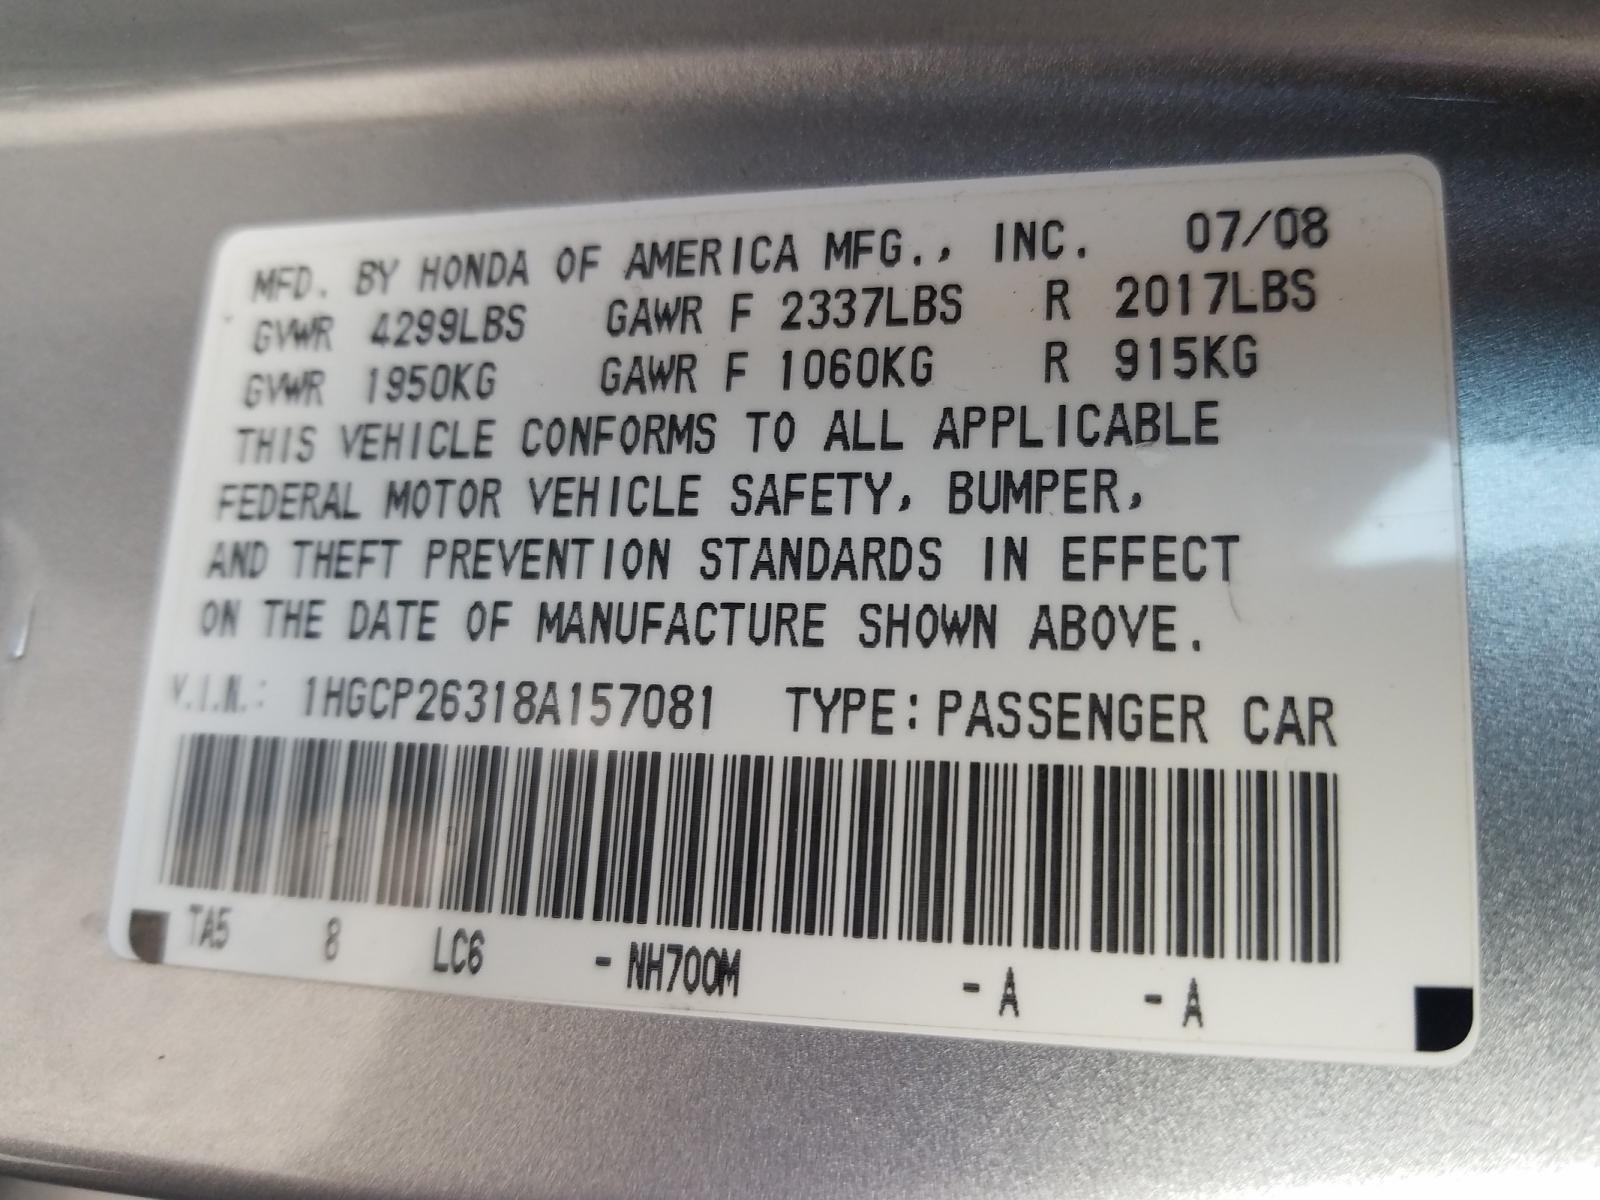 MFD. BY HONDA OF AMERICA MFG., INC. 07/08
GVWR 4299LBS GAWR F 2337LBS R 2017LBS
GVWR 1950KG GAWR F 1060KG R 915KG
THIS VEHICLE CONFORMS TO ALL APPLICABLE
FEDERAL MOTOR VEHICLE SAFETY, BUMPER,
AND THEFT PREVENTION STANDARDS IN EFFECT
ON THE DATE OF MANUFACTURE SHOWN ABOVE.
V.I.N.: 1HGCP26318A157081 TYPE: PASSENGER CAR
TA5 8 LC6 - NH700M - A - A